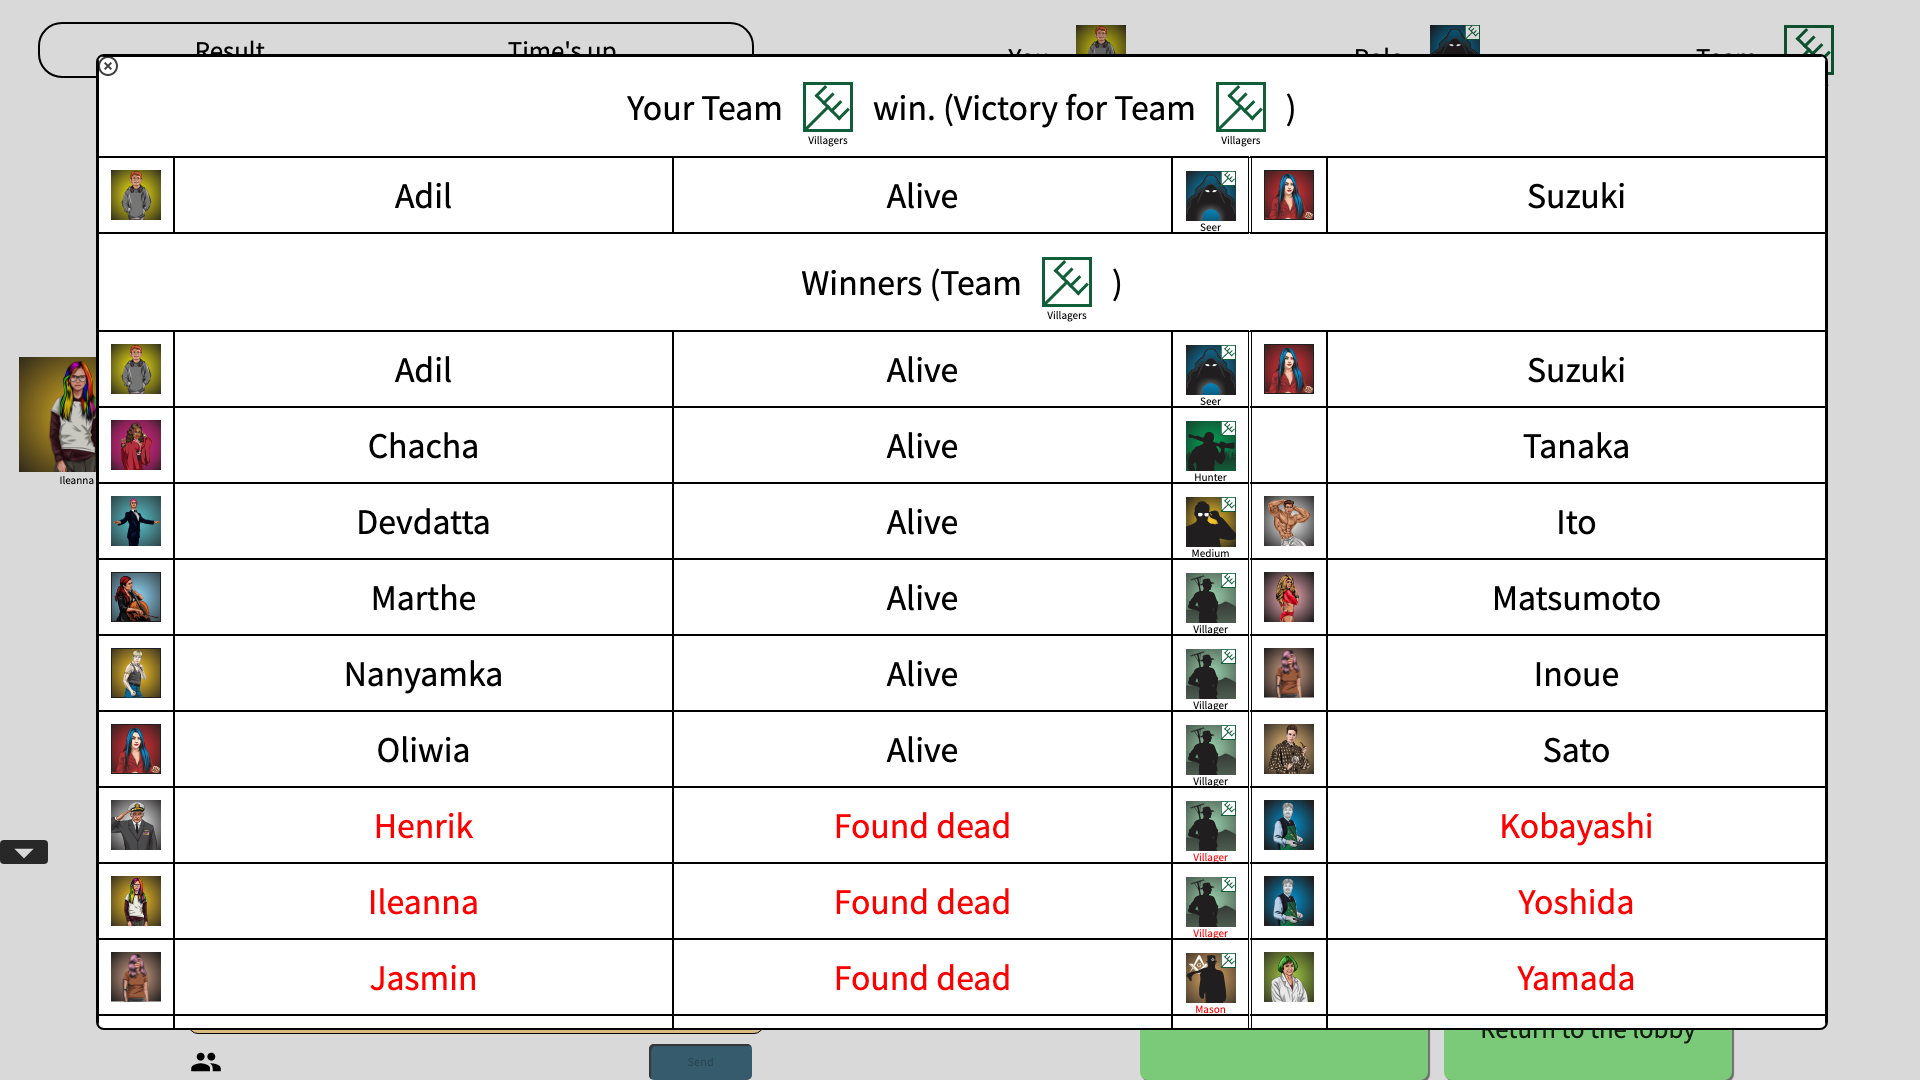 Result Time's up
Your Team Villagers win. (Victory for Team Villagers )
Adil Alive Seer Suzuki
Winners (Team Villagers )
Adil Alive Seer Suzuki
Chacha Alive Hunter Tanaka
Devdatta Alive Medium Ito
Marthe Alive Villager Matsumoto
Nanyamka Alive Villager Inoue
Oliwia Alive Villager Sato
Henrik Found dead Villager Kobayashi
Ileanna Found dead Villager Yoshida
Jasmin Found dead Mason Yamada
Ileanna
Send
Return to the lobby